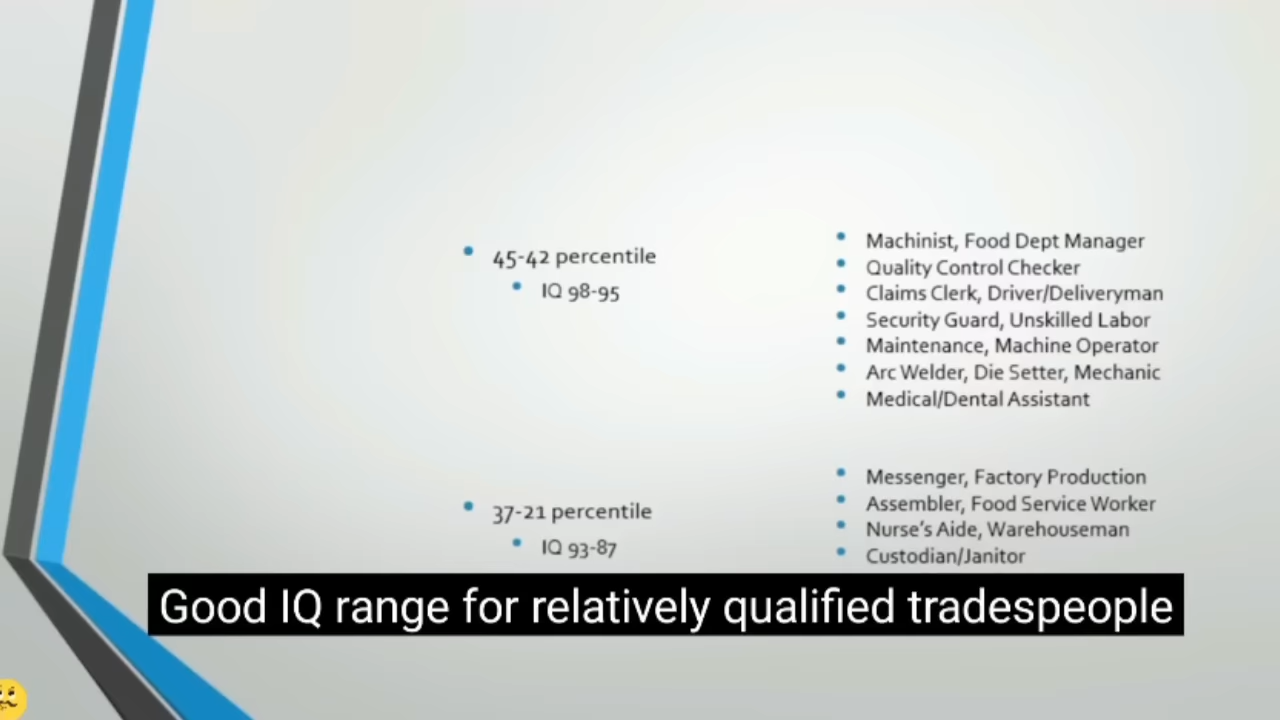 45-42 percentile
IQ 98-95
Machinist, Food Dept Manager
Quality Control Checker
Claims Clerk, Driver/Deliveryman
Security Guard, Unskilled Labor
Maintenance, Machine Operator
Arc Welder, Die Setter, Mechanic
Medical/Dental Assistant
37-21 percentile
IQ 93-87
Messenger, Factory Production
Assembler, Food Service Worker
Nurse's Aide, Warehouseman
Custodian/Janitor
Good IQ range for relatively qualified tradespeople